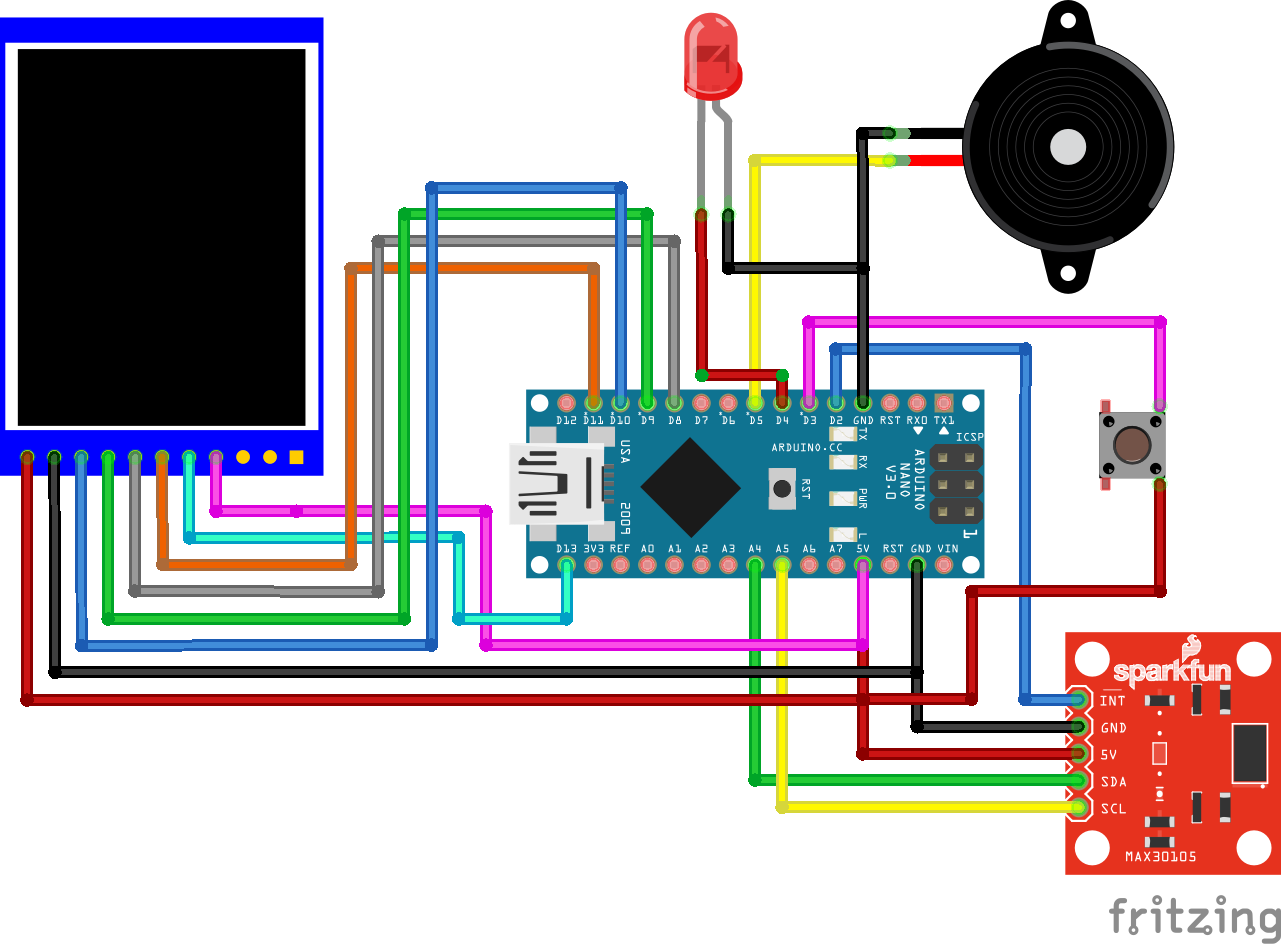 D12 D11 D10 D9 D8 D7 D6 D5 D4 D3 D2 GND RST RX0 TX1
ARDUINO.CC
TX
RX
PWR
L
ICSP
1
USA
2009
RST
ARDUINO
NANO
V3.0
D13 3V3 REF A0 A1 A2 A3 A4 A5 A6 A7 5V RST GND VIN
sparkfun
INT
GND
5V
SDA
SCL
MAX30105
fritzing